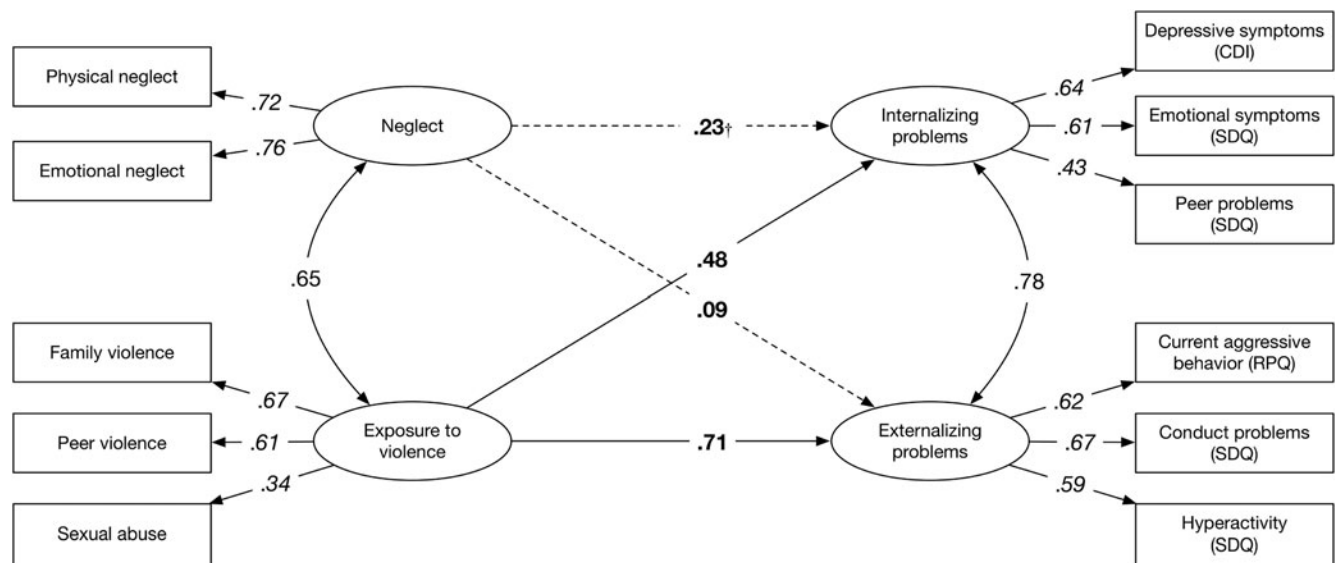 Physical neglect
Emotional neglect
.72
.76
Neglect
.23†
Internalizing
problems
.64
.61
.43
Depressive symptoms
(CDI)
Emotional symptoms
(SDQ)
Peer problems
(SDQ)
.65
.48
.09
.78
Family violence
Peer violence
Sexual abuse
.67
.61
.34
Exposure to
violence
.71
Externalizing
problems
.62
.67
.59
Current aggressive
behavior (RPQ)
Conduct problems
(SDQ)
Hyperactivity
(SDQ)